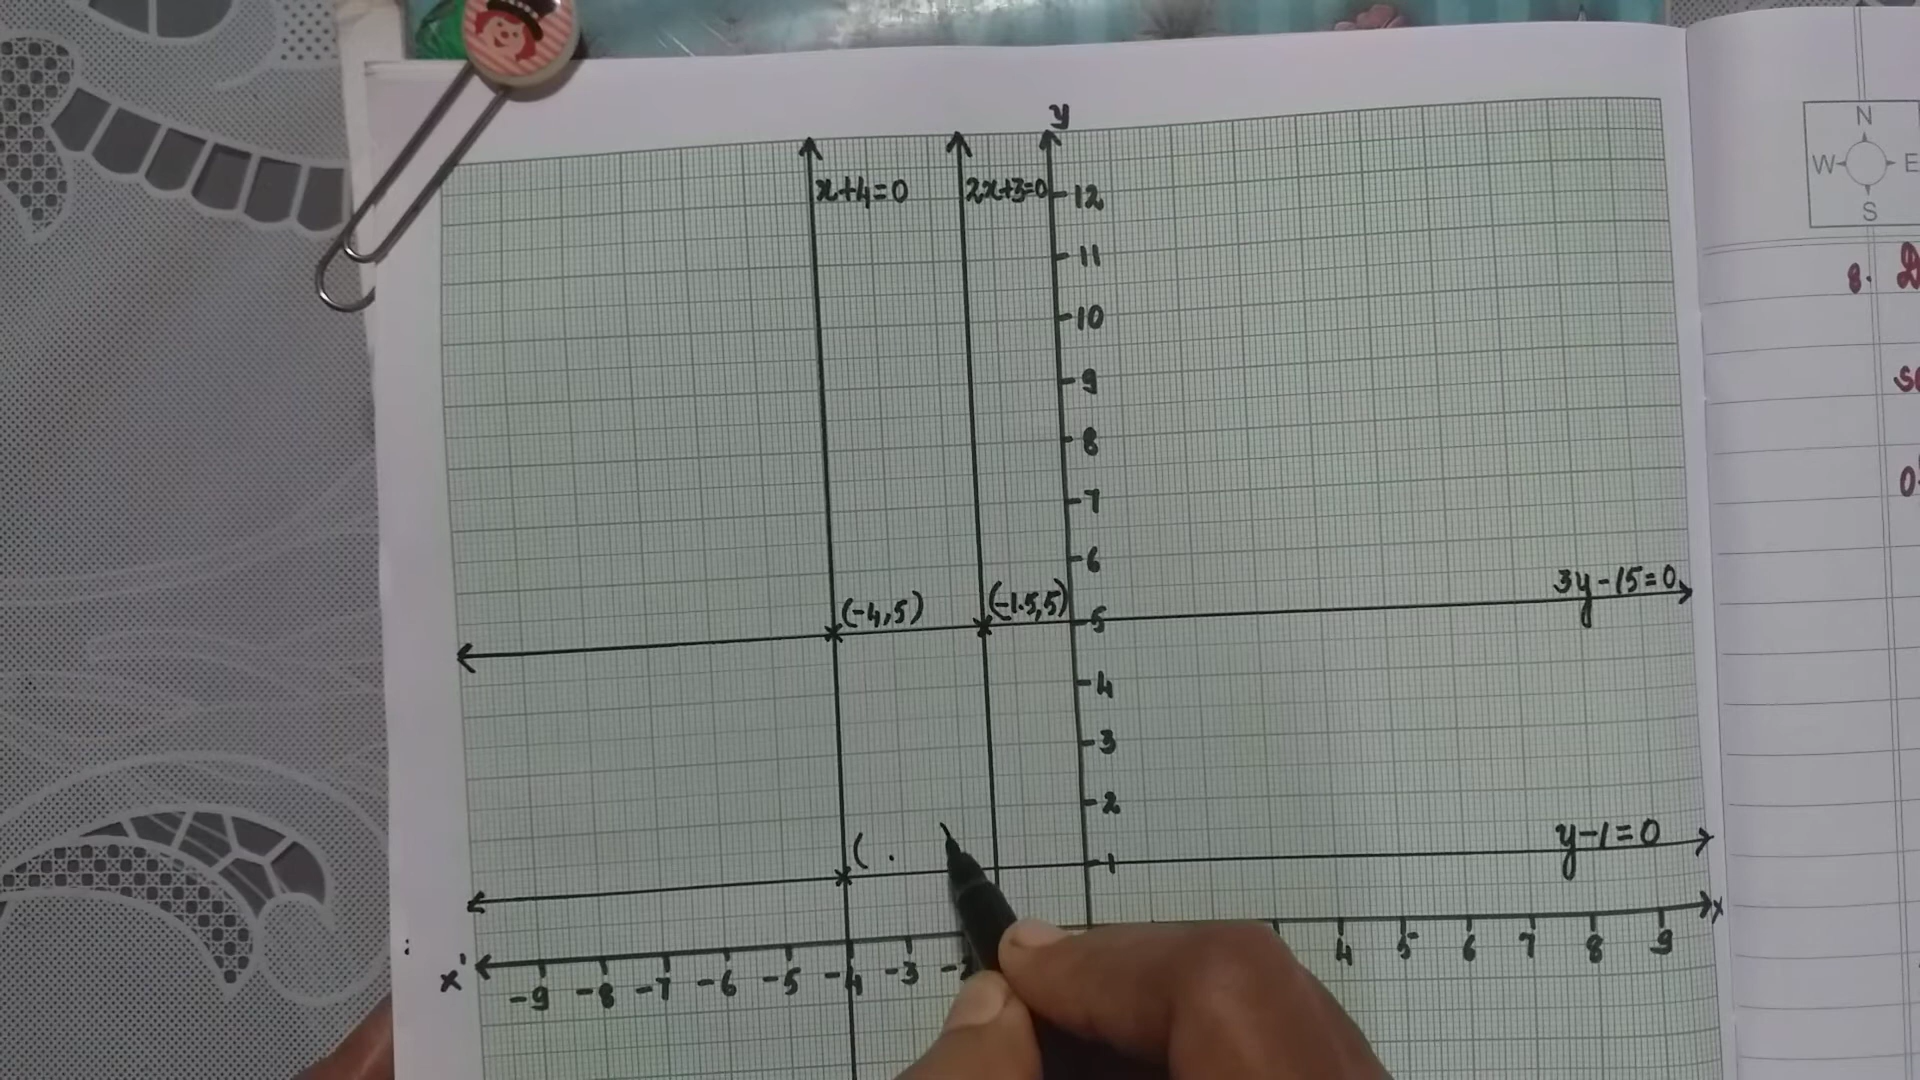 y
N
W E
S
x+4=0 2x+3=0 12
11
8.
10
9
8
7
6
3y-15=0
(-4,5) (-1.5,5) 5
4
3
2
y-1=0
( . ) 1
x
x' -9 -8 -7 -6 -5 -4 -3 4 5 6 7 8 9